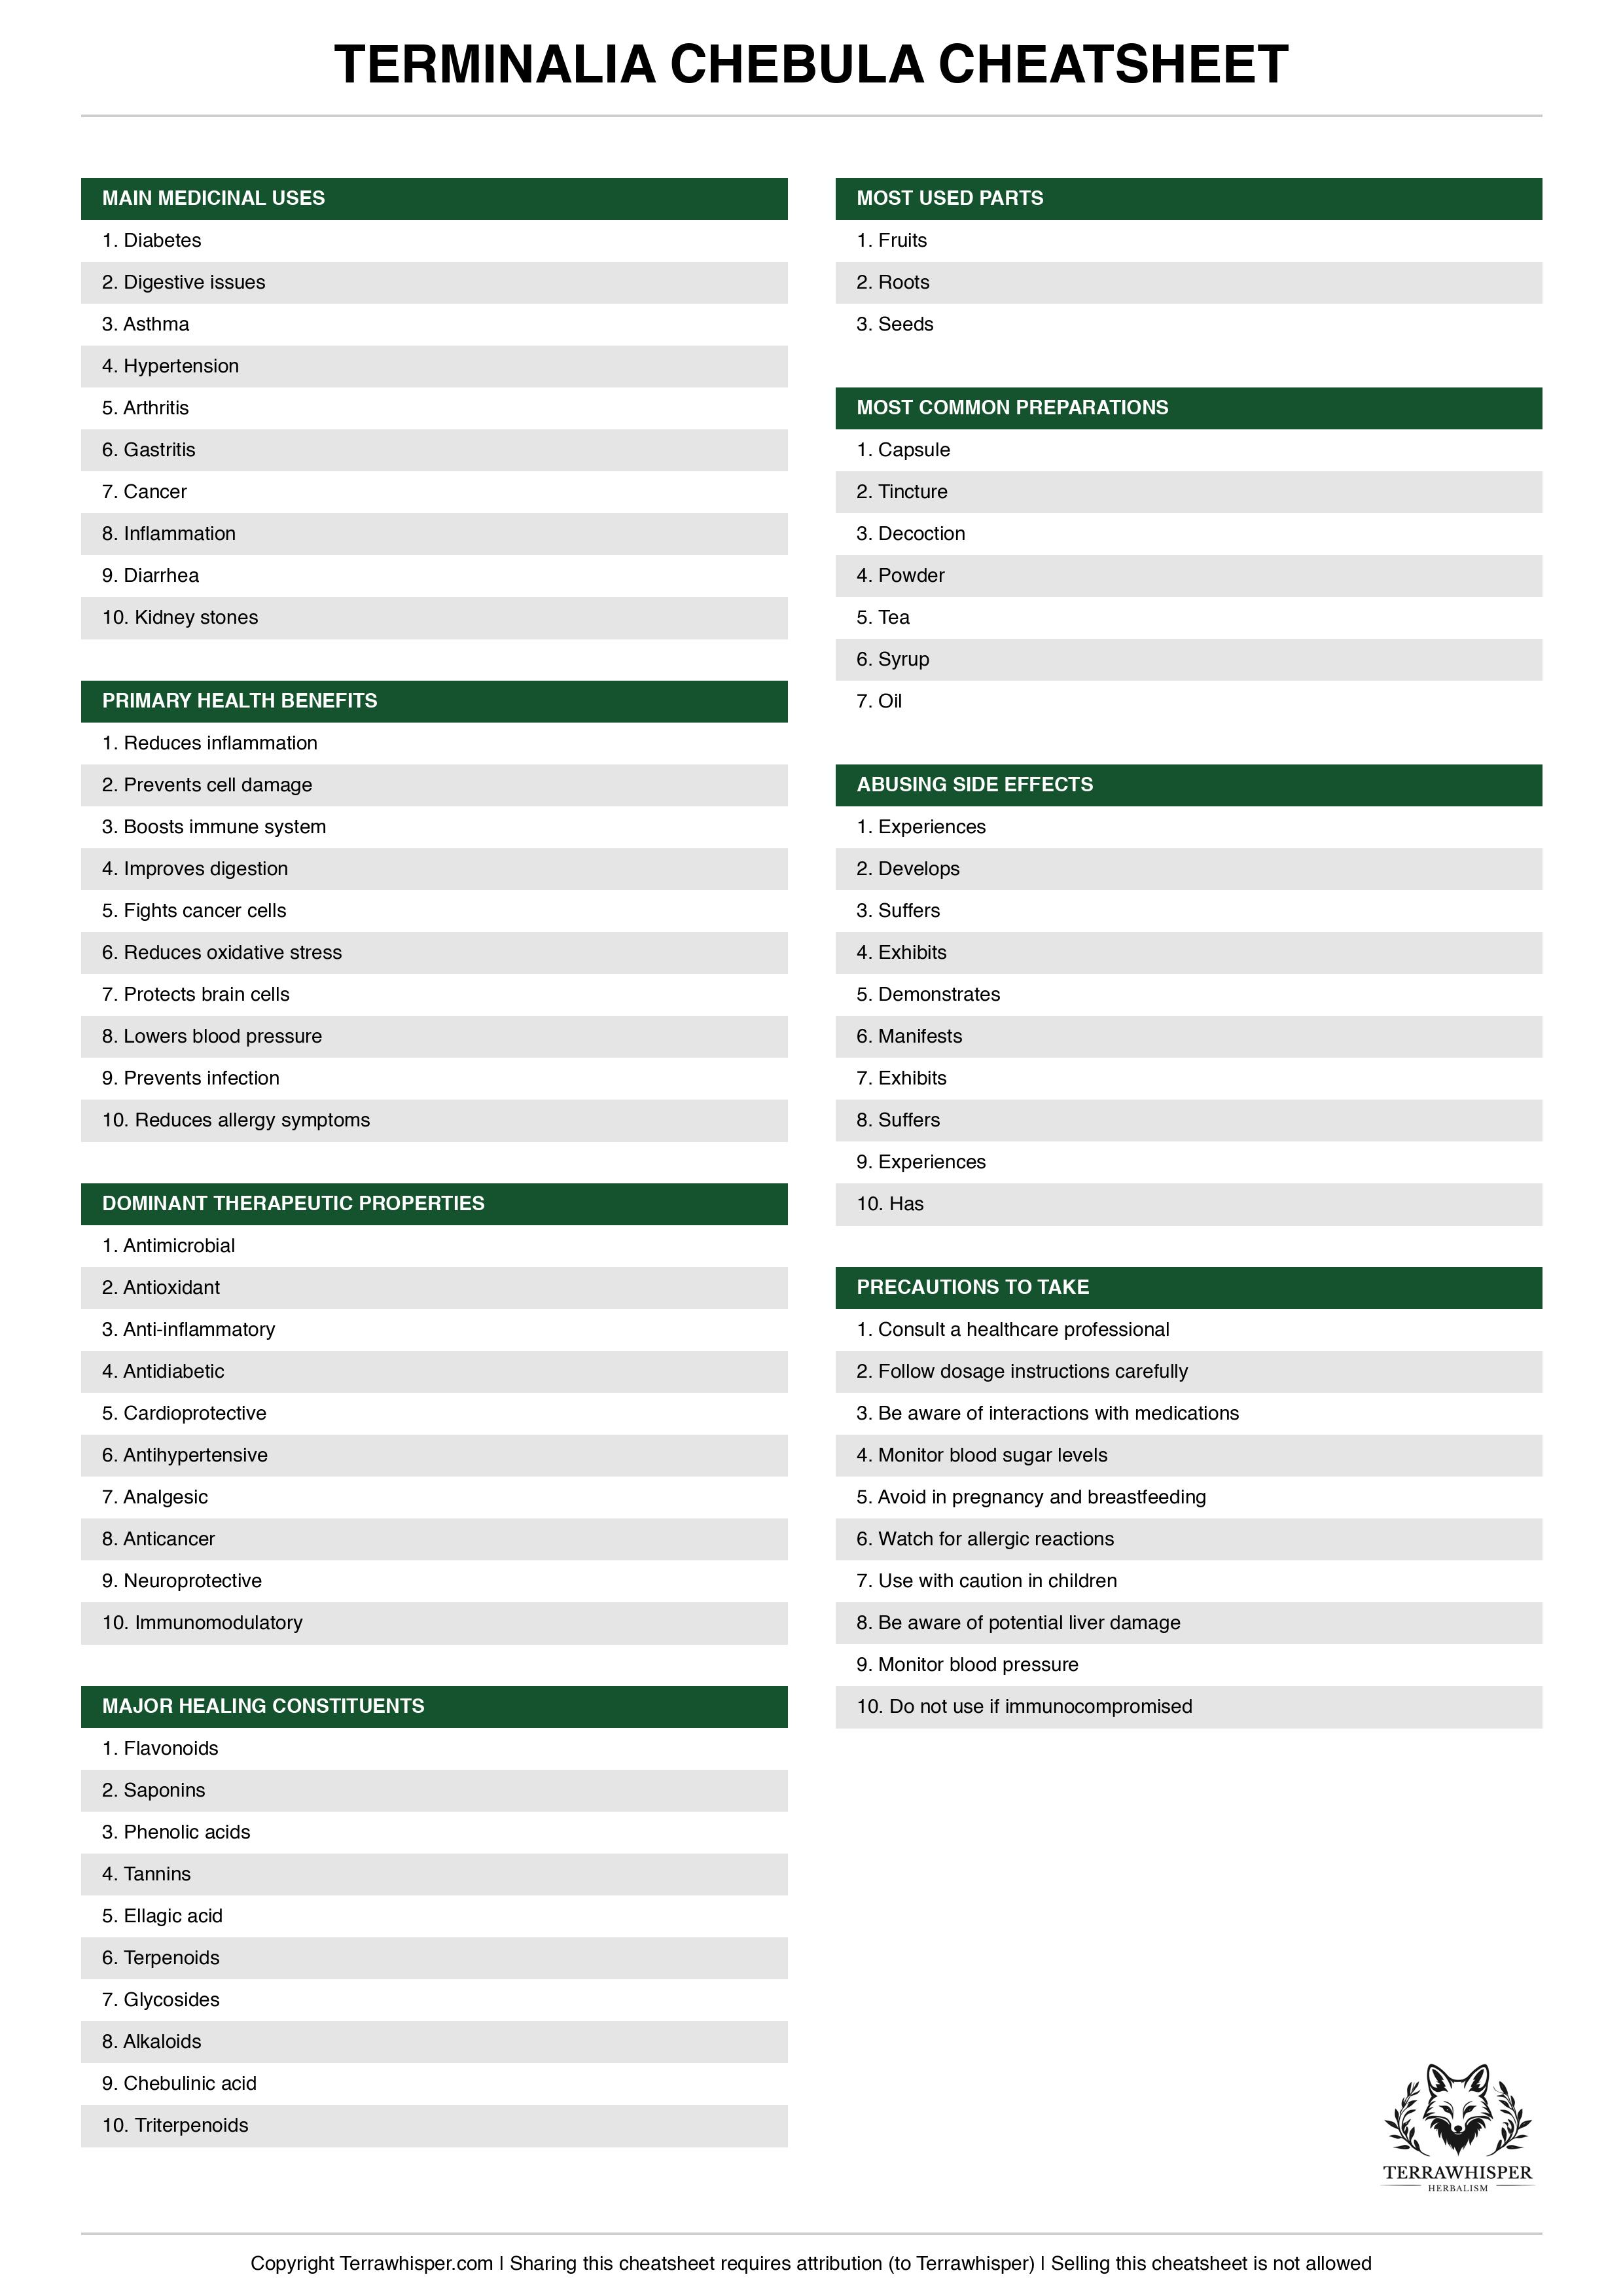 TERMINALIA CHEBULA CHEATSHEET
MAIN MEDICINAL USES
1. Diabetes
2. Digestive issues
3. Asthma
4. Hypertension
5. Arthritis
6. Gastritis
7. Cancer
8. Inflammation
9. Diarrhea
10. Kidney stones
PRIMARY HEALTH BENEFITS
1. Reduces inflammation
2. Prevents cell damage
3. Boosts immune system
4. Improves digestion
5. Fights cancer cells
6. Reduces oxidative stress
7. Protects brain cells
8. Lowers blood pressure
9. Prevents infection
10. Reduces allergy symptoms
DOMINANT THERAPEUTIC PROPERTIES
1. Antimicrobial
2. Antioxidant
3. Anti-inflammatory
4. Antidiabetic
5. Cardioprotective
6. Antihypertensive
7. Analgesic
8. Anticancer
9. Neuroprotective
10. Immunomodulatory
MAJOR HEALING CONSTITUENTS
1. Flavonoids
2. Saponins
3. Phenolic acids
4. Tannins
5. Ellagic acid
6. Terpenoids
7. Glycosides
8. Alkaloids
9. Chebulinic acid
10. Triterpenoids
MOST USED PARTS
1. Fruits
2. Roots
3. Seeds
MOST COMMON PREPARATIONS
1. Capsule
2. Tincture
3. Decoction
4. Powder
5. Tea
6. Syrup
7. Oil
ABUSING SIDE EFFECTS
1. Experiences
2. Develops
3. Suffers
4. Exhibits
5. Demonstrates
6. Manifests
7. Exhibits
8. Suffers
9. Experiences
10. Has
PRECAUTIONS TO TAKE
1. Consult a healthcare professional
2. Follow dosage instructions carefully
3. Be aware of interactions with medications
4. Monitor blood sugar levels
5. Avoid in pregnancy and breastfeeding
6. Watch for allergic reactions
7. Use with caution in children
8. Be aware of potential liver damage
9. Monitor blood pressure
10. Do not use if immunocompromised
TERRAWHISPER
HERBALISM
Copyright Terrawhisper.com | Sharing this cheatsheet requires attribution (to Terrawhisper) | Selling this cheatsheet is not allowed